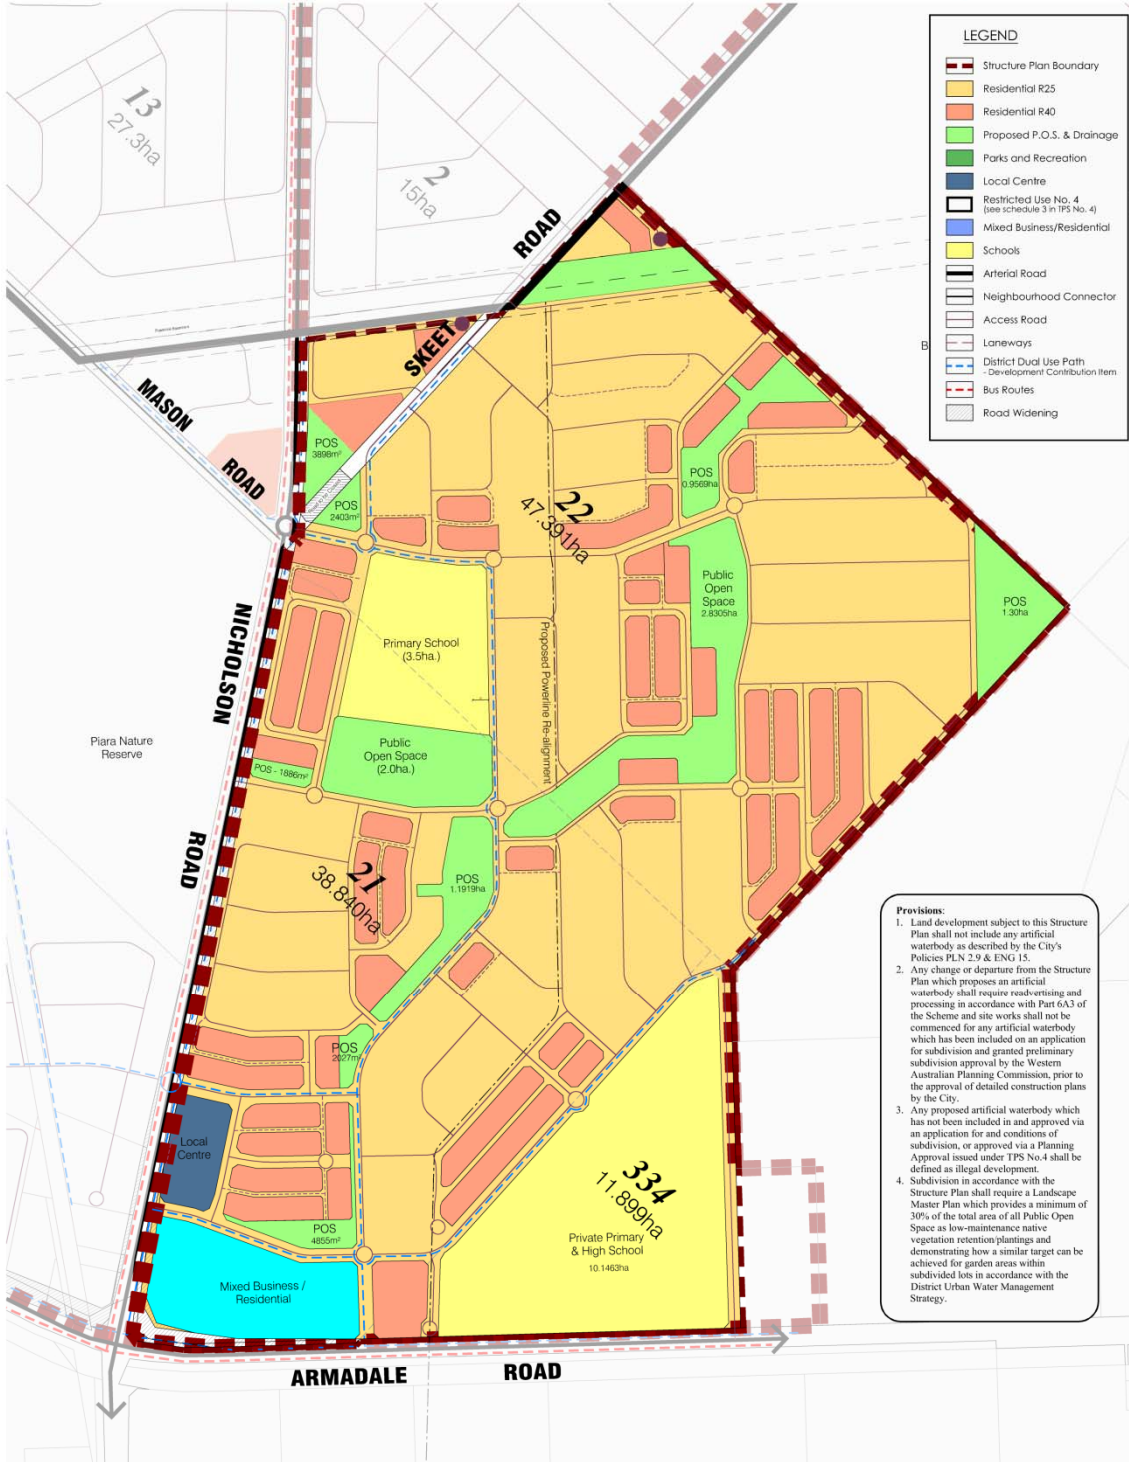 LEGEND
Structure Plan Boundary
Residential R25
Residential R40
Proposed P.O.S. & Drainage
Parks and Recreation
Local Centre
Restricted Use No. 4
(see schedule 3 in TPS No. 4)
Mixed Business/Residential
Schools
Arterial Road
Neighbourhood Connector
Access Road
Laneways
District Dual Use Path
- Development Contribution Item
Bus Routes
Road Widening
13
27.3ha
2
15ha
SKEET ROAD
MASON ROAD
B
POS
3898m²
POS
2403m²
22
47.391ha
POS
0.9569ha
Public
Open
Space
2.8305ha
POS
1.30ha
Primary School
(3.5ha.)
Proposed Powerline Re-alignment
NICHOLSON ROAD
Piara Nature
Reserve
Public
Open Space
(2.0ha.)
POS - 1886m²
21
38.840ha
POS
1.1919ha
POS
2027m
Local
Centre
POS
4855m²
Mixed Business /
Residential
334
11.899ha
Private Primary
& High School
10.1463ha
ARMADALE ROAD
Provisions:
1. Land development subject to this Structure
Plan shall not include any artificial
waterbody as described by the City's
Policies PLN 2.9 & ENG 15.
2. Any change or departure from the Structure
Plan which proposes an artificial
waterbody shall require readvertising and
processing in accordance with Part 6A3 of
the Scheme and site works shall not be
commenced for any artificial waterbody
which has been included on an application
for subdivision and granted preliminary
subdivision approval by the Western
Australian Planning Commission, prior to
the approval of detailed construction plans
by the City.
3. Any proposed artificial waterbody which
has not been included in and approved via
an application for and conditions of
subdivision, or approved via a Planning
Approval issued under TPS No.4 shall be
defined as illegal development.
4. Subdivision in accordance with the
Structure Plan shall require a Landscape
Master Plan which provides a minimum of
30% of the total area of all Public Open
Space as low-maintenance native
vegetation retention/plantings and
demonstrating how a similar target can be
achieved for garden areas within
subdivided lots in accordance with the
District Urban Water Management
Strategy.